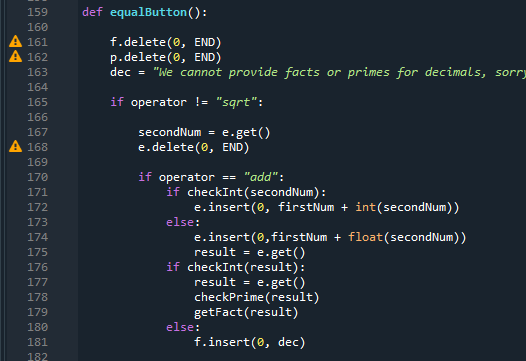 159 def equalButton():
160
161 f.delete(0, END)
162 p.delete(0, END)
163 dec = "We cannot provide facts or primes for decimals, sorry
164
165 if operator != "sqrt":
166
167 secondNum = e.get()
168 e.delete(0, END)
169
170 if operator == "add":
171 if checkInt(secondNum):
172 e.insert(0, firstNum + int(secondNum))
173 else:
174 e.insert(0,firstNum + float(secondNum))
175 result = e.get()
176 if checkInt(result):
177 result = e.get()
178 checkPrime(result)
179 getFact(result)
180 else:
181 f.insert(0, dec)
182